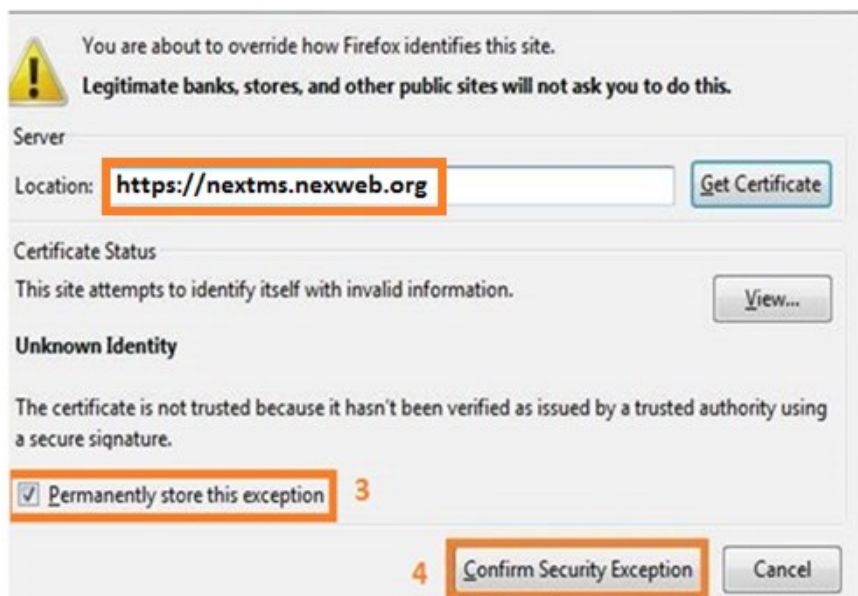 You are about to override how Firefox identifies this site.
Legitimate banks, stores, and other public sites will not ask you to do this.
Server
Location: https://nextms.nexweb.org Get Certificate
Certificate Status
This site attempts to identify itself with invalid information. View...
Unknown Identity
The certificate is not trusted because it hasn't been verified as issued by a trusted authority using
a secure signature.
Permanently store this exception 3
4 Confirm Security Exception Cancel